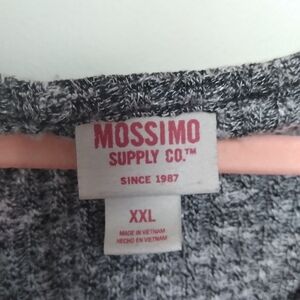 MOSSIMO
SUPPLY CO.™
SINCE 1987
XXL
MADE IN VIETNAM
HECHO EN VIETNAM